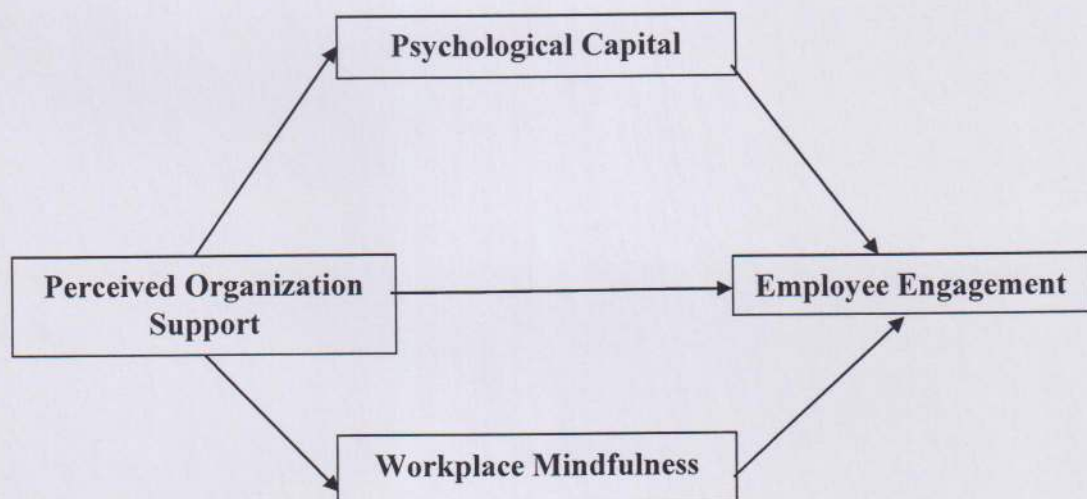 Psychological Capital
Perceived Organization
Support
Employee Engagement
Workplace Mindfulness